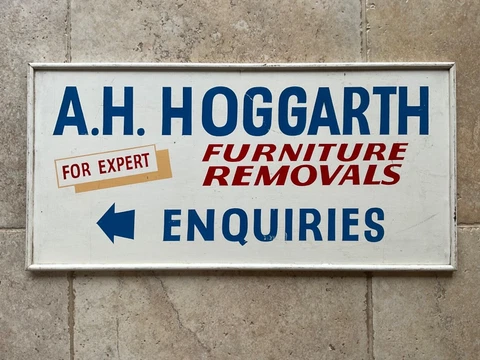 A.H. HOGGARTH
FOR EXPERT
FURNITURE
REMOVALS
ENQUIRIES